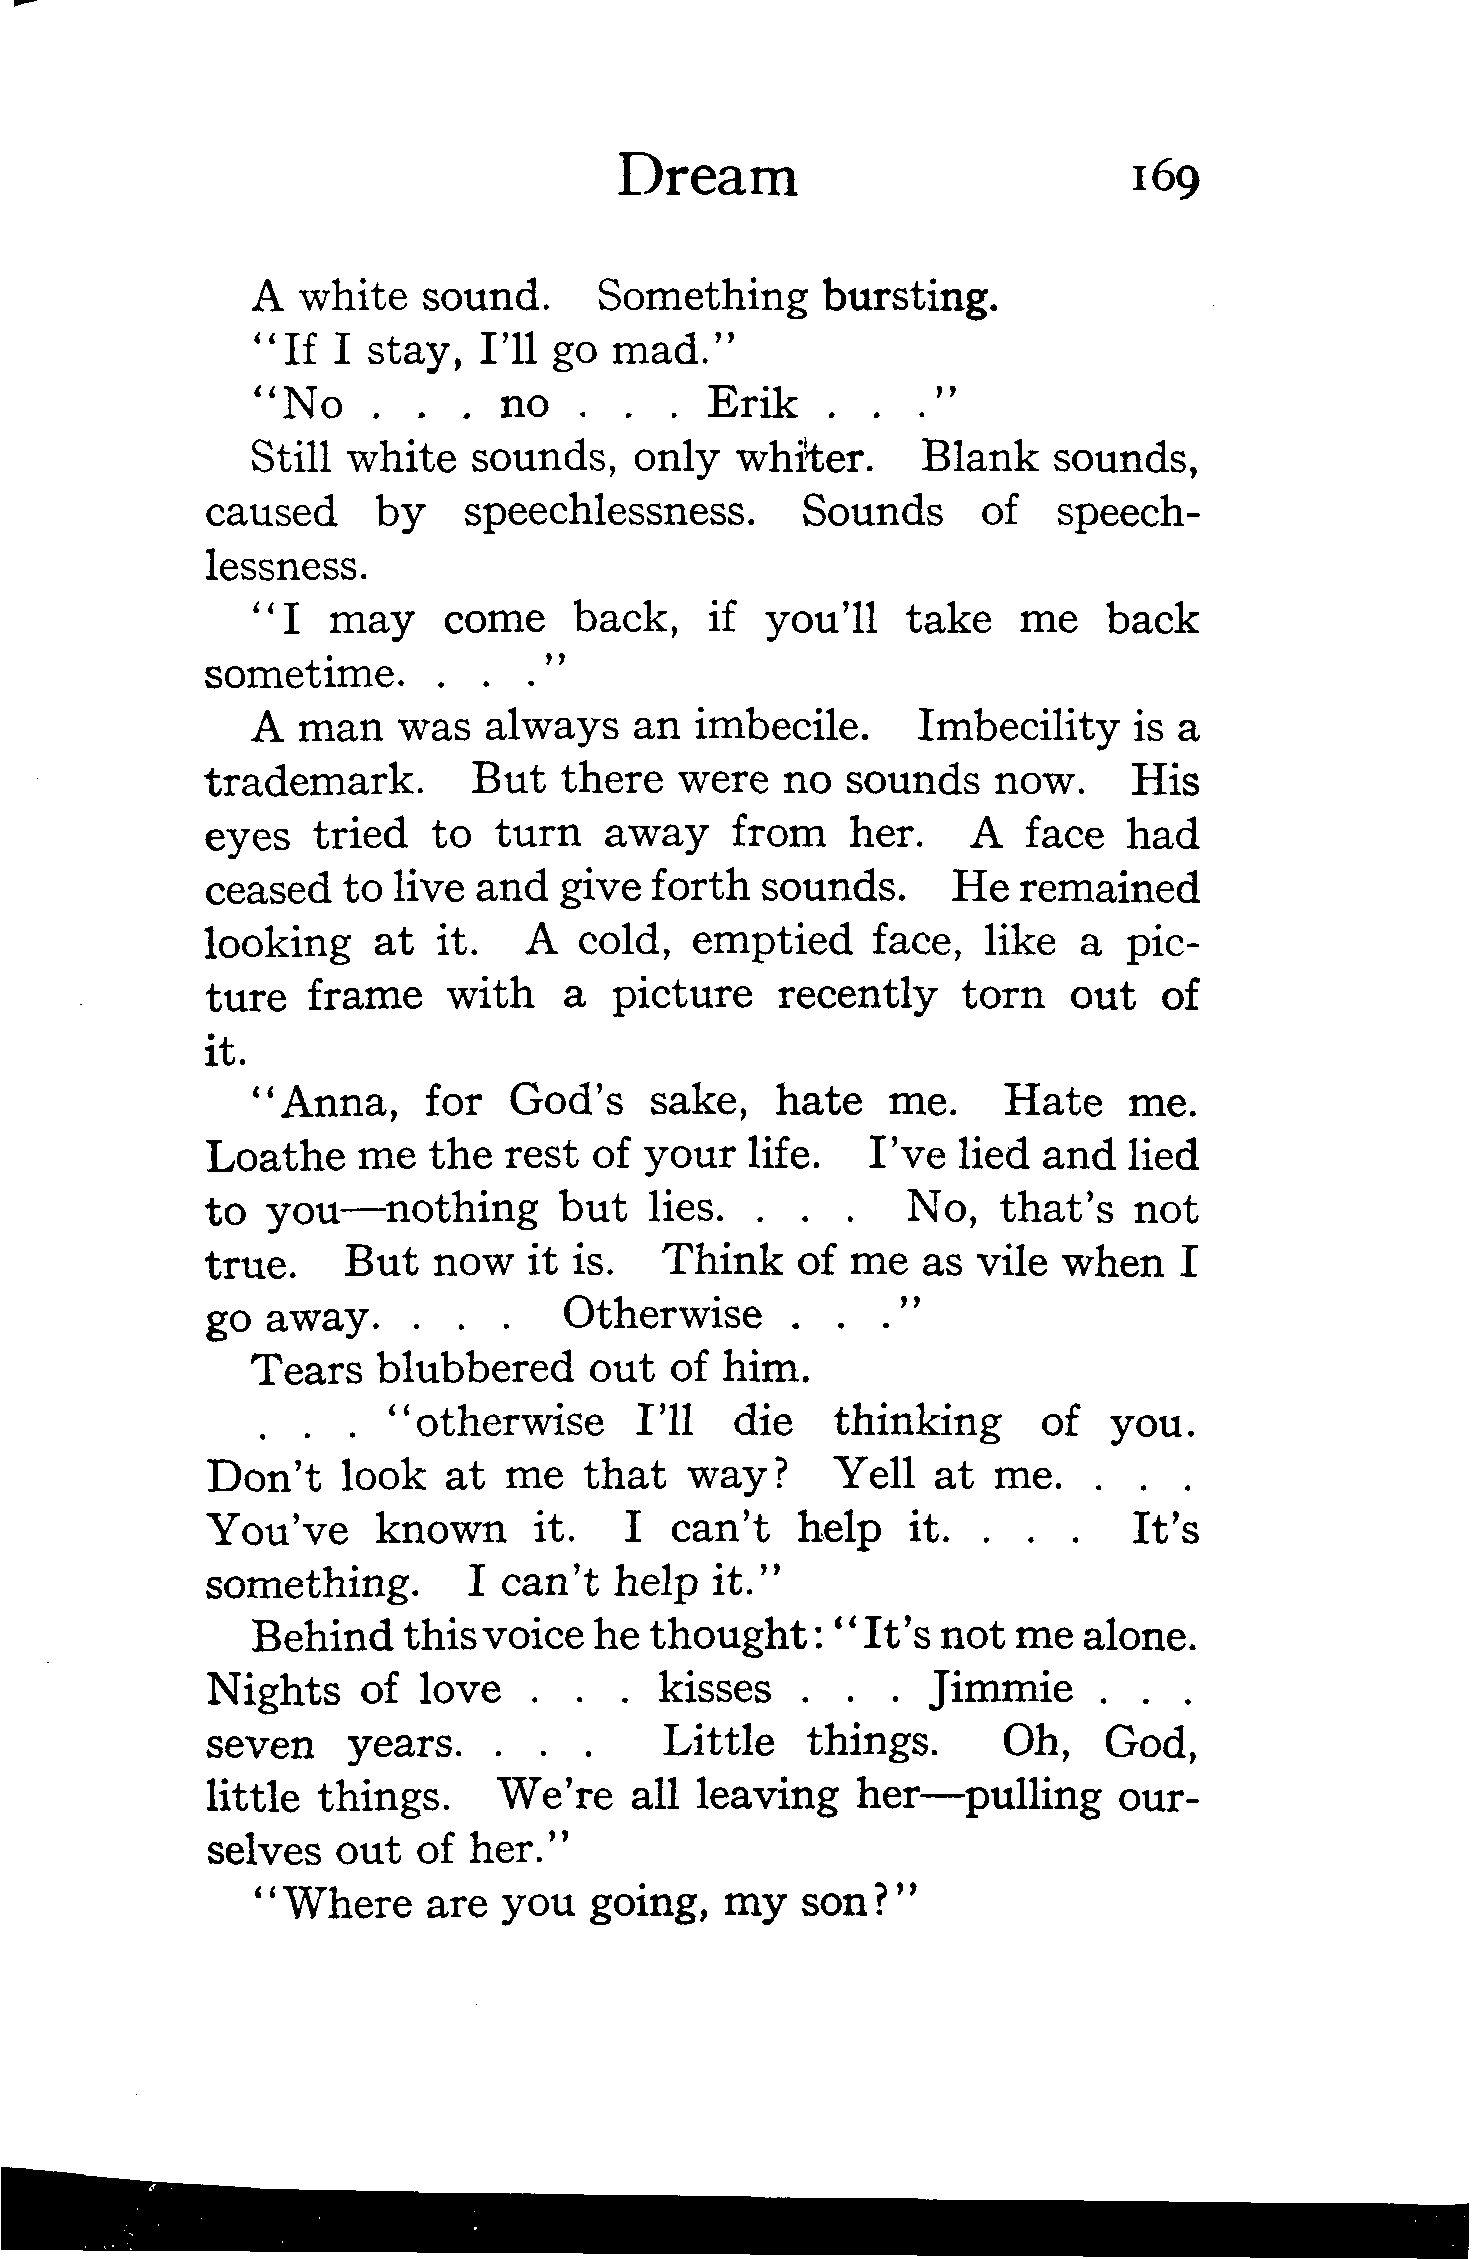 Dream 169
A white sound. Something bursting.
"If I stay, I'll go mad."
"No . . . no . . . Erik . . ."
Still white sounds, only whiter. Blank sounds,
caused by speechlessness. Sounds of speech-
lessness.
"I may come back, if you'll take me back
sometime. . . ."
A man was always an imbecile. Imbecility is a
trademark. But there were no sounds now. His
eyes tried to turn away from her. A face had
ceased to live and give forth sounds. He remained
looking at it. A cold, emptied face, like a pic-
ture frame with a picture recently torn out of
it.
"Anna, for God's sake, hate me. Hate me.
Loathe me the rest of your life. I've lied and lied
to you—nothing but lies. . . . No, that's not
true. But now it is. Think of me as vile when I
go away. . . . Otherwise . . ."
Tears blubbered out of him.
. . . "otherwise I'll die thinking of you.
Don't look at me that way? Yell at me. . . .
You've known it. I can't help it. . . . It's
something. I can't help it."
Behind this voice he thought: "It's not me alone.
Nights of love . . . kisses . . . Jimmie . . .
seven years. . . . Little things. Oh, God,
little things. We're all leaving her—pulling our-
selves out of her."
"Where are you going, my son?"